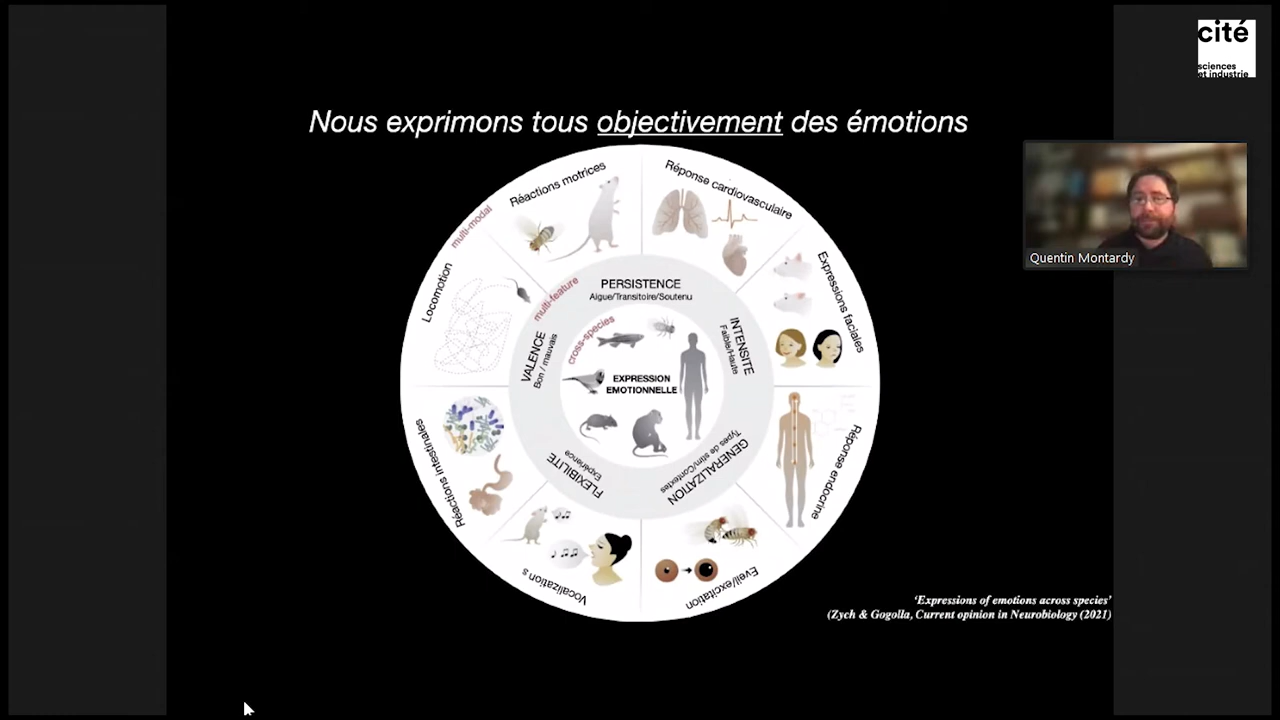 cité
sciences
et industrie
Nous exprimons tous objectivement des émotions
Quentin Montardy
Réactions motrices
Réponse cardiovasculaire
multi-modal
Locomotion
Expressions faciales
multi-feature
PERSISTENCE
Aigue/Transitoire/Soutenu
cross-species
VALENCE
Bon / mauvais
INTENSITE
Faible/Haute
EXPRESSION
EMOTIONNELLE
Réactions intestinales
Réponse endocrine
FLEXIBILITE
Expérience
GENERALIZATION
Types de stim/Contextes
Vocalization s
Eveil/excitation
‘Expressions of emotions across species’
(Zych & Gogolla, Current opinion in Neurobiology (2021)